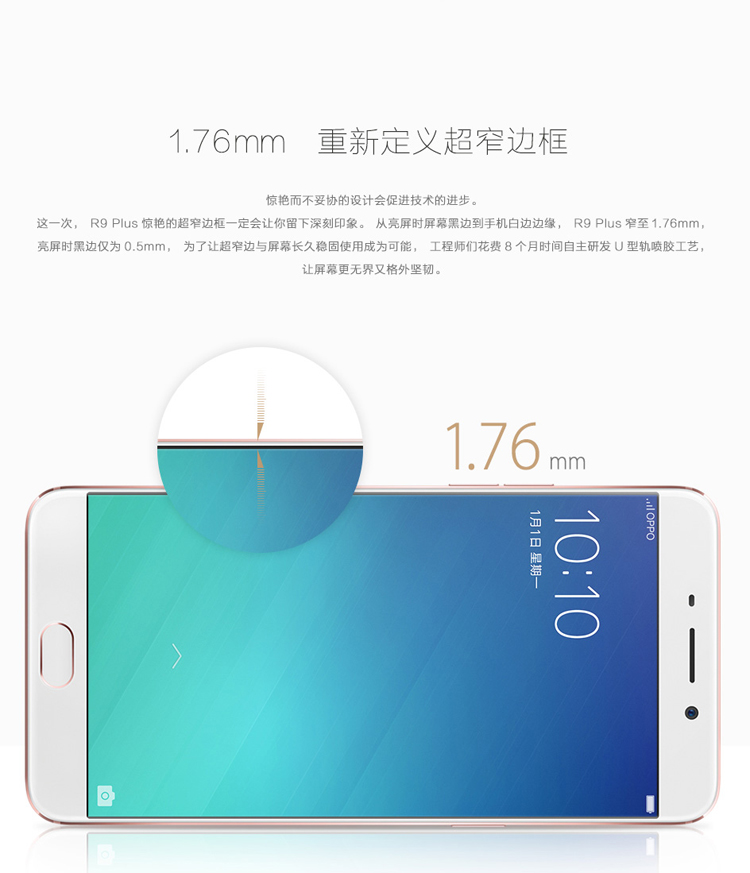 1.76mm 重新定义超窄边框
惊艳而不妥协的设计会促进技术的进步。
这一次， R9 Plus 惊艳的超窄边框一定会让你留下深刻印象。 从亮屏时屏幕黑边到手机白边边缘， R9 Plus 窄至 1.76mm，
亮屏时黑边仅为 0.5mm， 为了让超窄边与屏幕长久稳固使用成为可能， 工程师们花费 8 个月时间自主研发 U 型轨喷胶工艺，
让屏幕更无界又格外坚韧。
1.76 mm
OPPO
10:10
1月1日 星期一